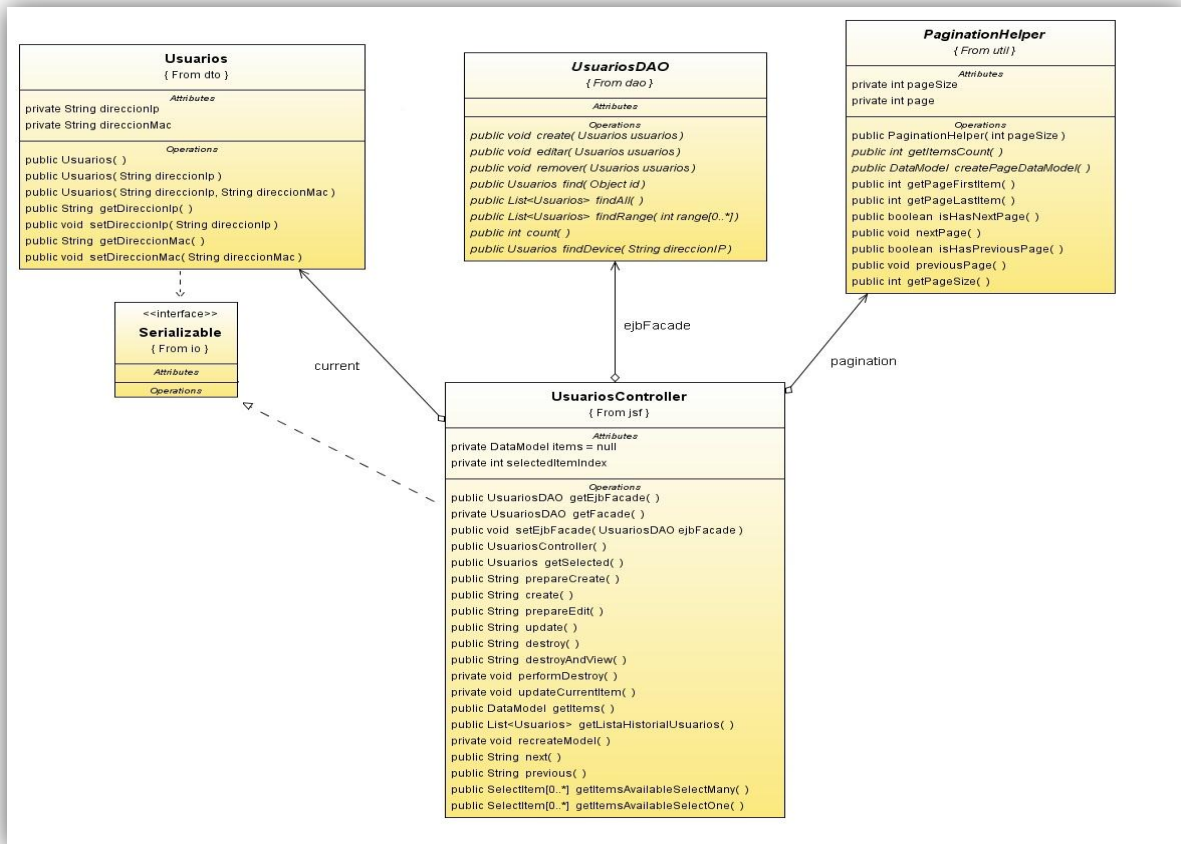 Usuarios
{ From dto }
Attributes
private String direccionIp
private String direccionMac
Operations
public Usuarios( )
public Usuarios( String direccionIp )
public Usuarios( String direccionIp, String direccionMac )
public String getDireccionIp( )
public void setDireccionIp( String direccionIp )
public String getDireccionMac( )
public void setDireccionMac( String direccionMac )
<<interface>>
Serializable
{ From io }
Attributes
Operations
UsuariosDAO
{ From dao }
Attributes
Operations
public void create( Usuarios usuarios )
public void editar( Usuarios usuarios )
public void remover( Usuarios usuarios )
public Usuarios find( Object id )
public List<Usuarios> findAll( )
public List<Usuarios> findRange( int range[0..*] )
public int count( )
public Usuarios findDevice( String direccionIP )
PaginationHelper
{ From util }
Attributes
private int pageSize
private int page
Operations
public PaginationHelper( int pageSize )
public int getItemsCount( )
public DataModel createPageDataModel( )
public int getPageFirstItem( )
public int getPageLastItem( )
public boolean isHasNextPage( )
public void nextPage( )
public boolean isHasPreviousPage( )
public void previousPage( )
public int getPageSize( )
current
ejbFacade
pagination
UsuariosController
{ From jsf }
Attributes
private DataModel items = null
private int selectedItemIndex
Operations
public UsuariosDAO getEjbFacade( )
private UsuariosDAO getFacade( )
public void setEjbFacade( UsuariosDAO ejbFacade )
public UsuariosController( )
public Usuarios getSelected( )
public String prepareCreate( )
public String create( )
public String prepareEdit( )
public String update( )
public String destroy( )
public String destroyAndView( )
private void performDestroy( )
private void updateCurrentItem( )
public DataModel getItems( )
public List<Usuarios> getListaHistorialUsuarios( )
private void recreateModel( )
public String next( )
public String previous( )
public SelectItem[0..*] getItemsAvailableSelectMany( )
public SelectItem[0..*] getItemsAvailableSelectOne( )